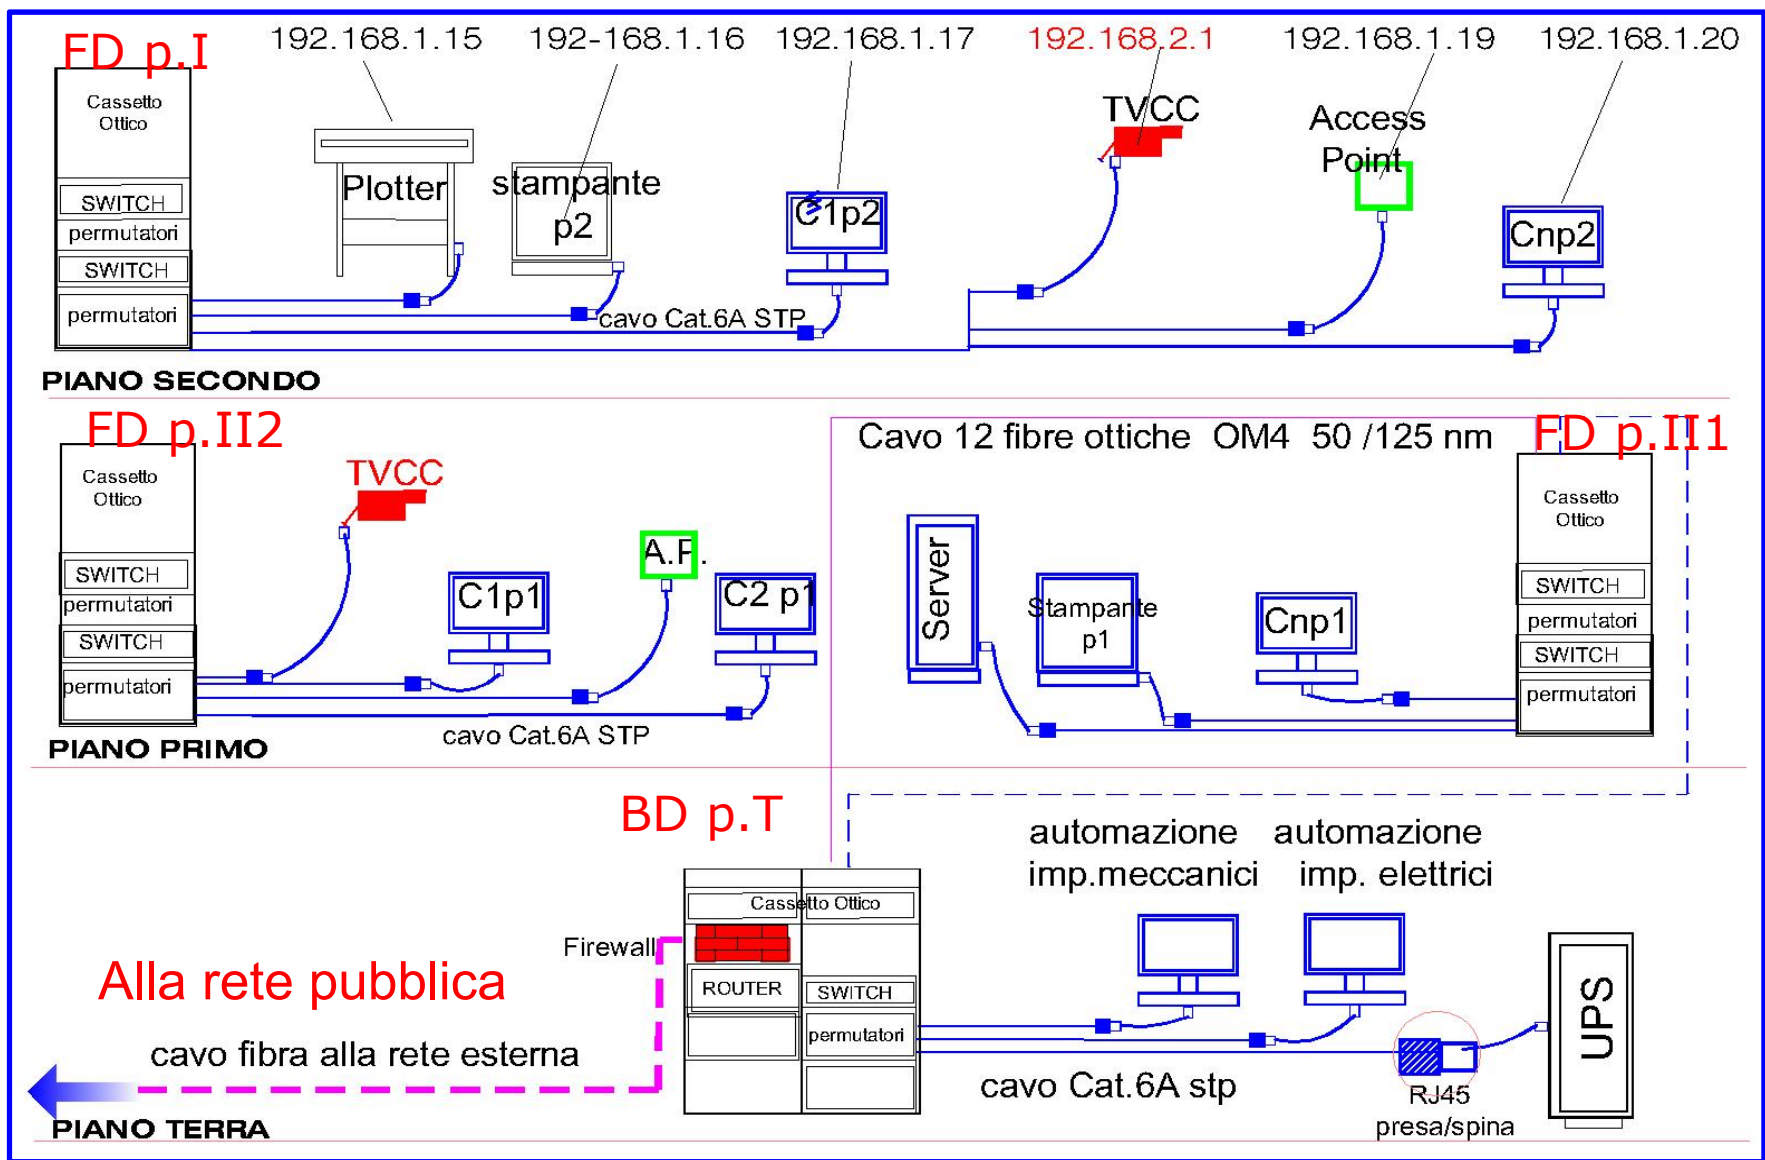 FD p.I
192.168.1.15
192-168.1.16
192.168.1.17
192.168.2.1
192.168.1.19
192.168.1.20
Cassetto
Ottico
SWITCH
permutatori
SWITCH
permutatori
Plotter
stampante
p2
C1p2
TVCC
Access
Point
Cnp2
cavo Cat.6A STP
PIANO SECONDO
FD p.II2
Cavo 12 fibre ottiche OM4 50 /125 nm
FD p.II1
Cassetto
Ottico
SWITCH
permutatori
SWITCH
permutatori
TVCC
C1p1
A.P.
C2 p1
Server
Stampante
p1
Cnp1
Cassetto
Ottico
SWITCH
permutatori
SWITCH
permutatori
cavo Cat.6A STP
PIANO PRIMO
BD p.T
automazione
imp.meccanici
automazione
imp. elettrici
Cassetto Ottico
Firewall
ROUTER
SWITCH
permutatori
UPS
Alla rete pubblica
cavo fibra alla rete esterna
cavo Cat.6A stp
RJ45
presa/spina
PIANO TERRA